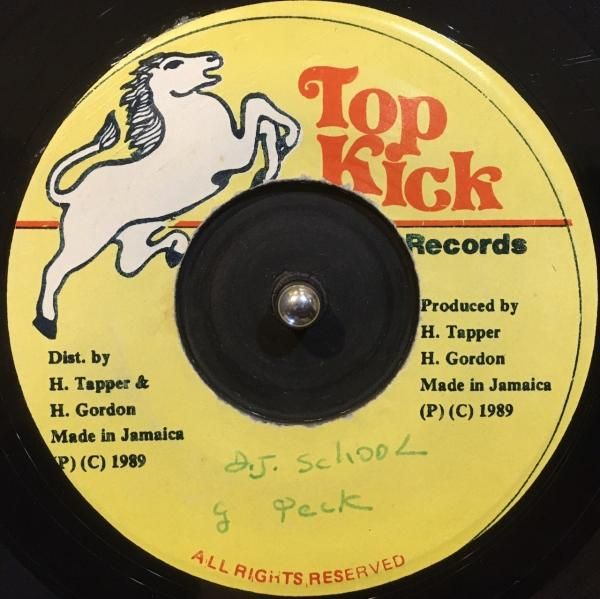 Top
Kick
Records
Produced by
H. Tapper
H. Gordon
Made in Jamaica
(P) (C) 1989
Dist. by
H. Tapper &
H. Gordon
Made in Jamaica
(P) (C) 1989
D.J. School
g Peck
ALL RIGHTS RESERVED